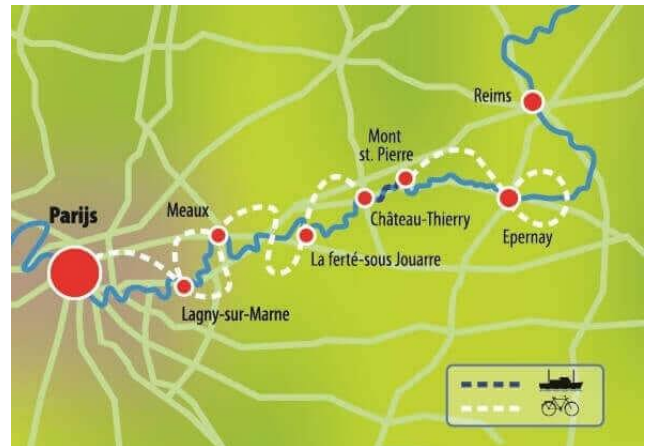 Reims
Mont
st. Pierre
Parijs
Meaux
Château-Thierry
Epernay
La ferté-sous Jouarre
Lagny-sur-Marne